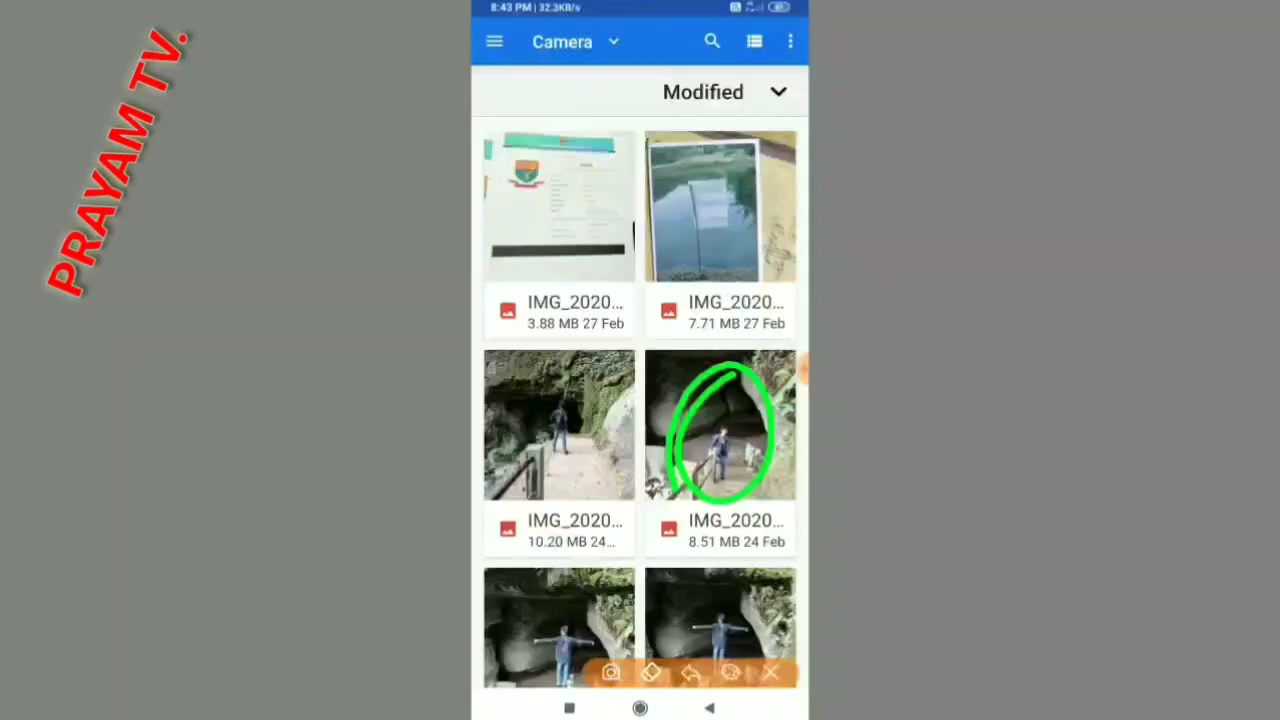 PRAYAM TV.
8:43 PM | 32.3KB/s
Camera
Modified
IMG_2020...
3.88 MB 27 Feb
IMG_2020...
7.71 MB 27 Feb
IMG_2020...
10.20 MB 24...
IMG_2020...
8.51 MB 24 Feb